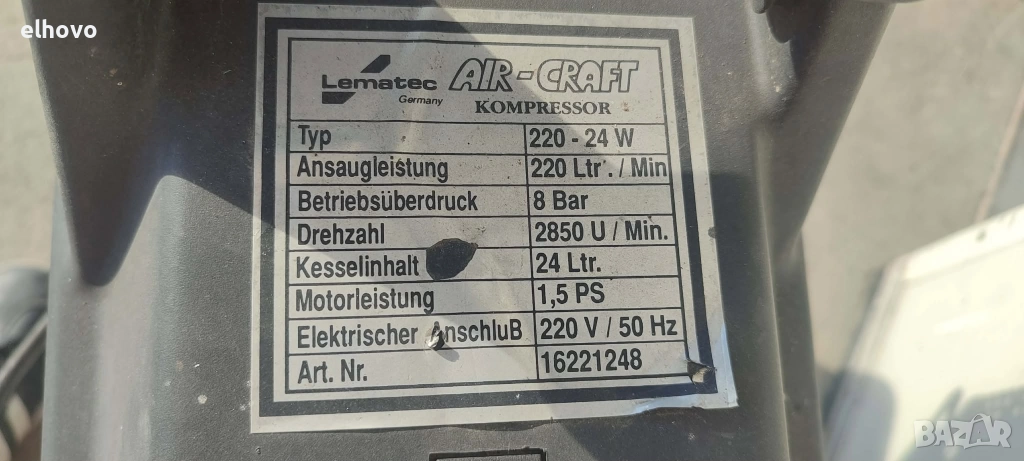 elhovo
Lematec AIR-CRAFT
Germany
KOMPRESSOR
Typ 220 - 24 W
Ansaugleistung 220 Ltr. / Min
Betriebsüberdruck 8 Bar
Drehzahl 2850 U / Min.
Kesselinhalt 24 Ltr.
Motorleistung 1,5 PS
Elektrischer Anschluß 220 V / 50 Hz
Art. Nr. 16221248
BAZAR